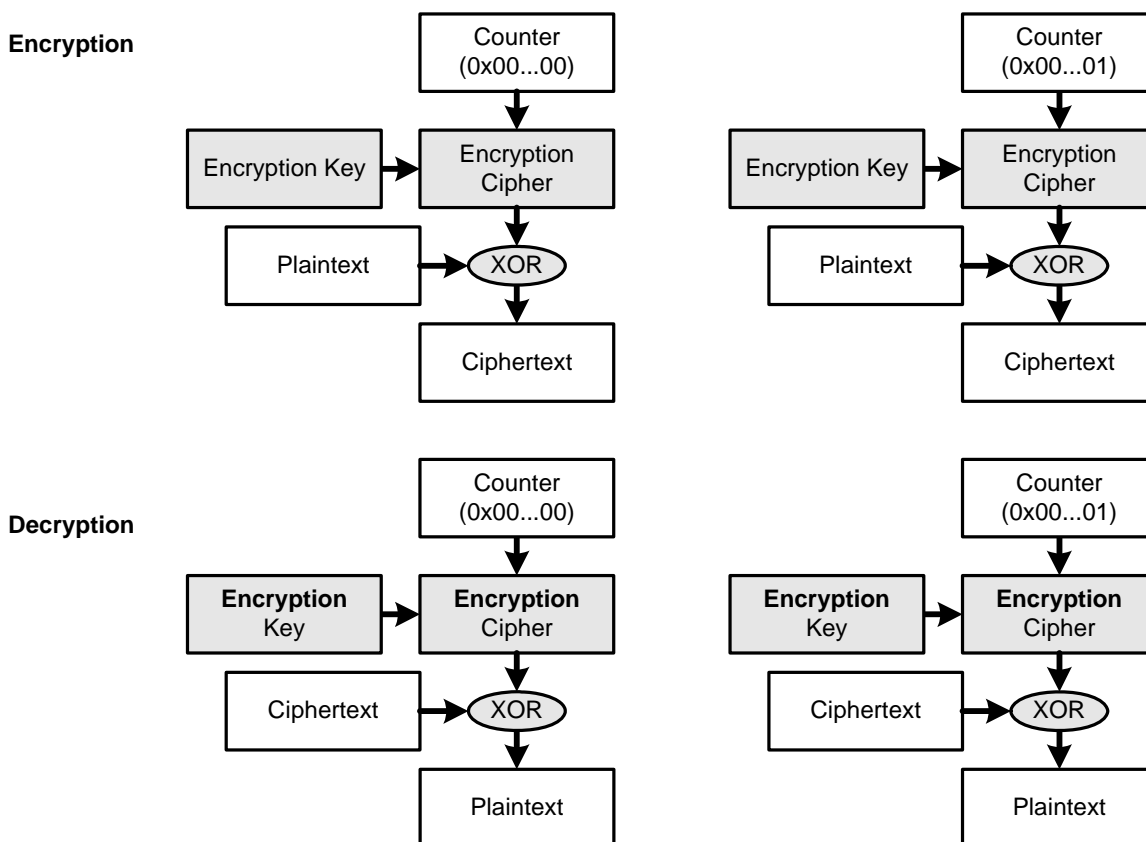 Encryption
Counter
(0x00...00)
Counter
(0x00...01)
Encryption Key
Encryption
Cipher
Encryption Key
Encryption
Cipher
Plaintext
XOR
Plaintext
XOR
Ciphertext
Ciphertext
Decryption
Counter
(0x00...00)
Counter
(0x00...01)
Encryption
Key
Encryption
Cipher
Encryption
Key
Encryption
Cipher
Ciphertext
XOR
Ciphertext
XOR
Plaintext
Plaintext